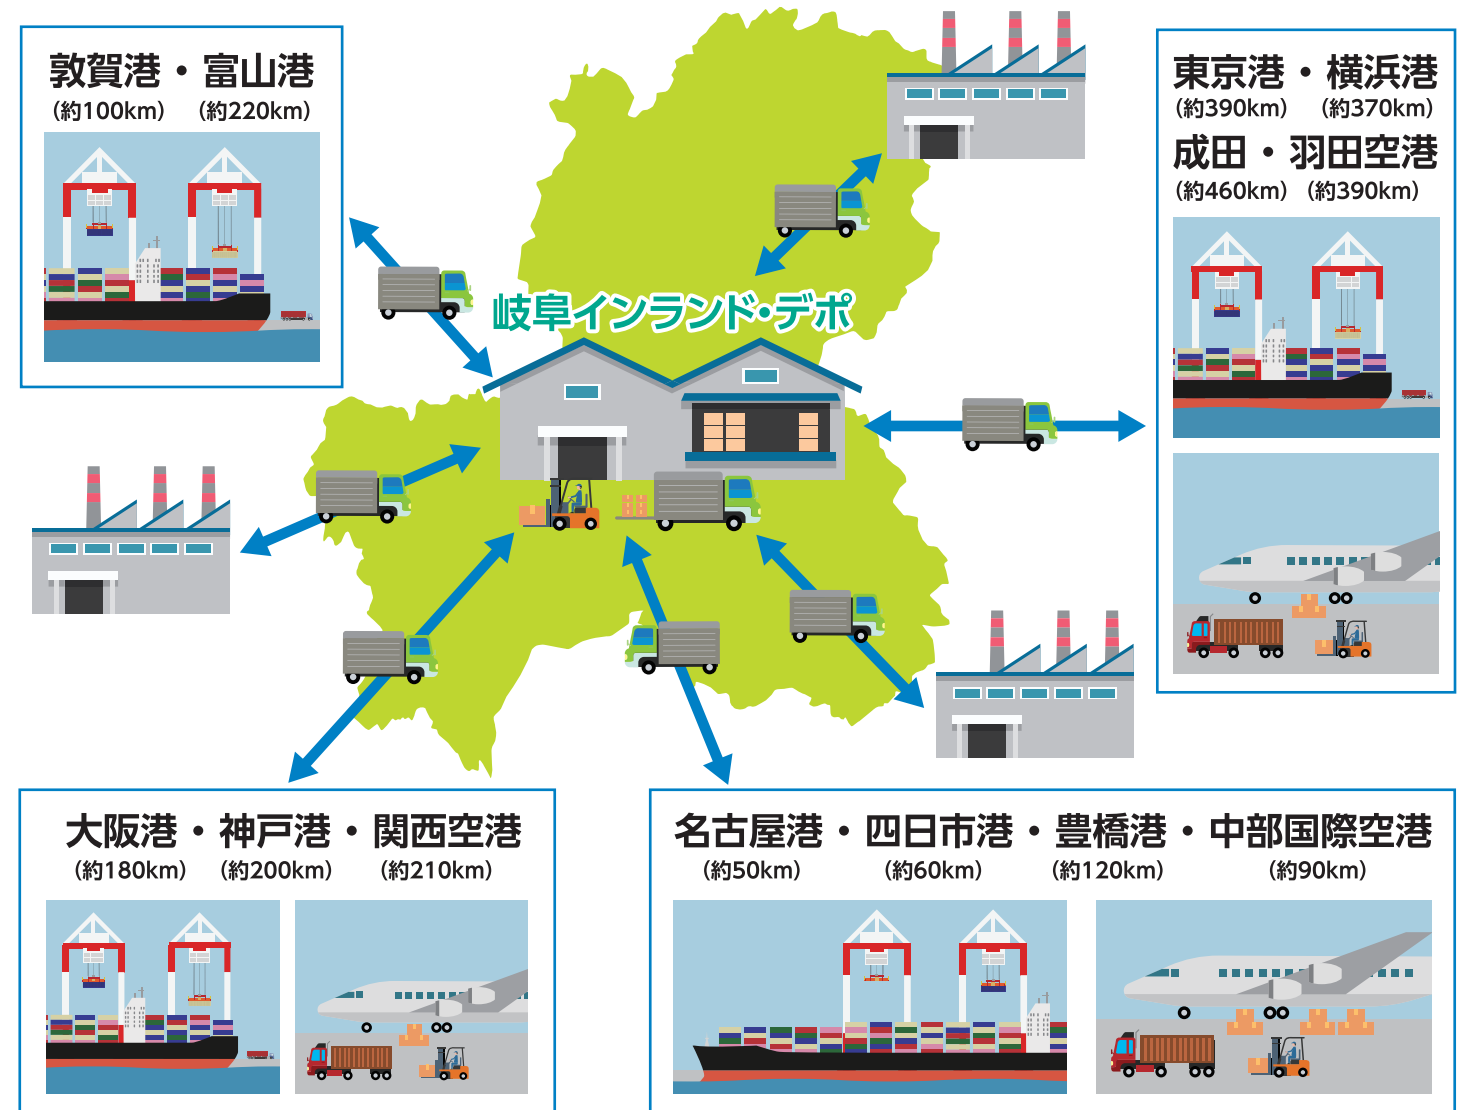 敦賀港・富山港
(約100km) (約220km)
東京港・横浜港
(約390km) (約370km)
成田・羽田空港
(約460km) (約390km)
岐阜インランド・デポ
大阪港・神戸港・関西空港
(約180km) (約200km) (約210km)
名古屋港・四日市港・豊橋港・中部国際空港
(約50km) (約60km) (約120km) (約90km)